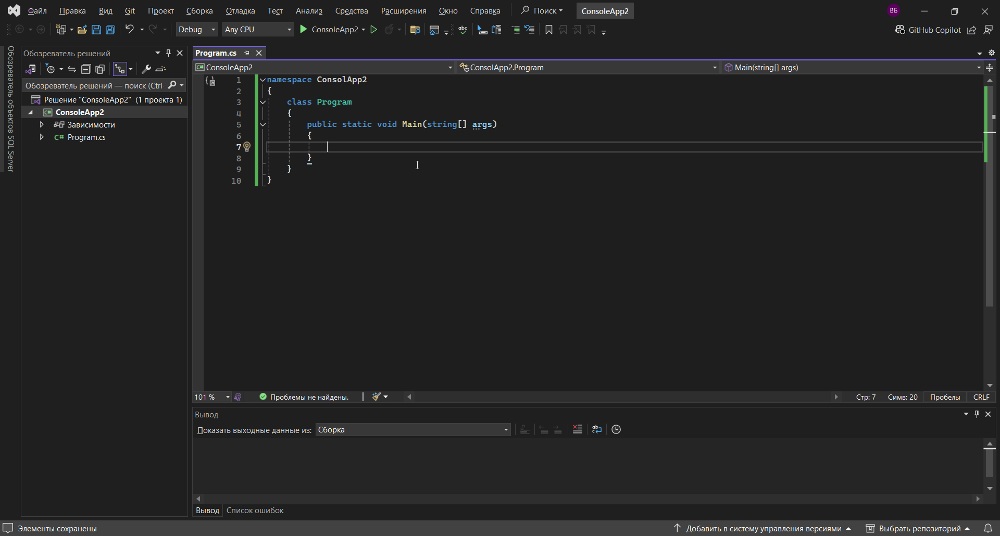 Файл Правка Вид Git Проект Сборка Отладка Тест Анализ Средства Расширения Окно Справка Поиск ConsoleApp2 ВБ
Debug Any CPU ConsoleApp2 abc GitHub Copilot
Обозреватель объектов SQL Server
Обозреватель решений
Обозреватель решений — поиск (Ctrl
Решение "ConsoleApp2" (1 проекта 1)
C# ConsoleApp2
Зависимости
C# Program.cs
Program.cs
C# ConsoleApp2 ConsolApp2.Program Main(string[] args)
1 namespace ConsolApp2
2 {
3 class Program
4 {
5 public static void Main(string[] args)
6 {
7
8 }
9 }
10 }
101 % Проблемы не найдены. Стр: 7 Симв: 20 Пробелы CRLF
Вывод
Показать выходные данные из: Сборка
Вывод Список ошибок
Элементы сохранены Добавить в систему управления версиями Выбрать репозиторий